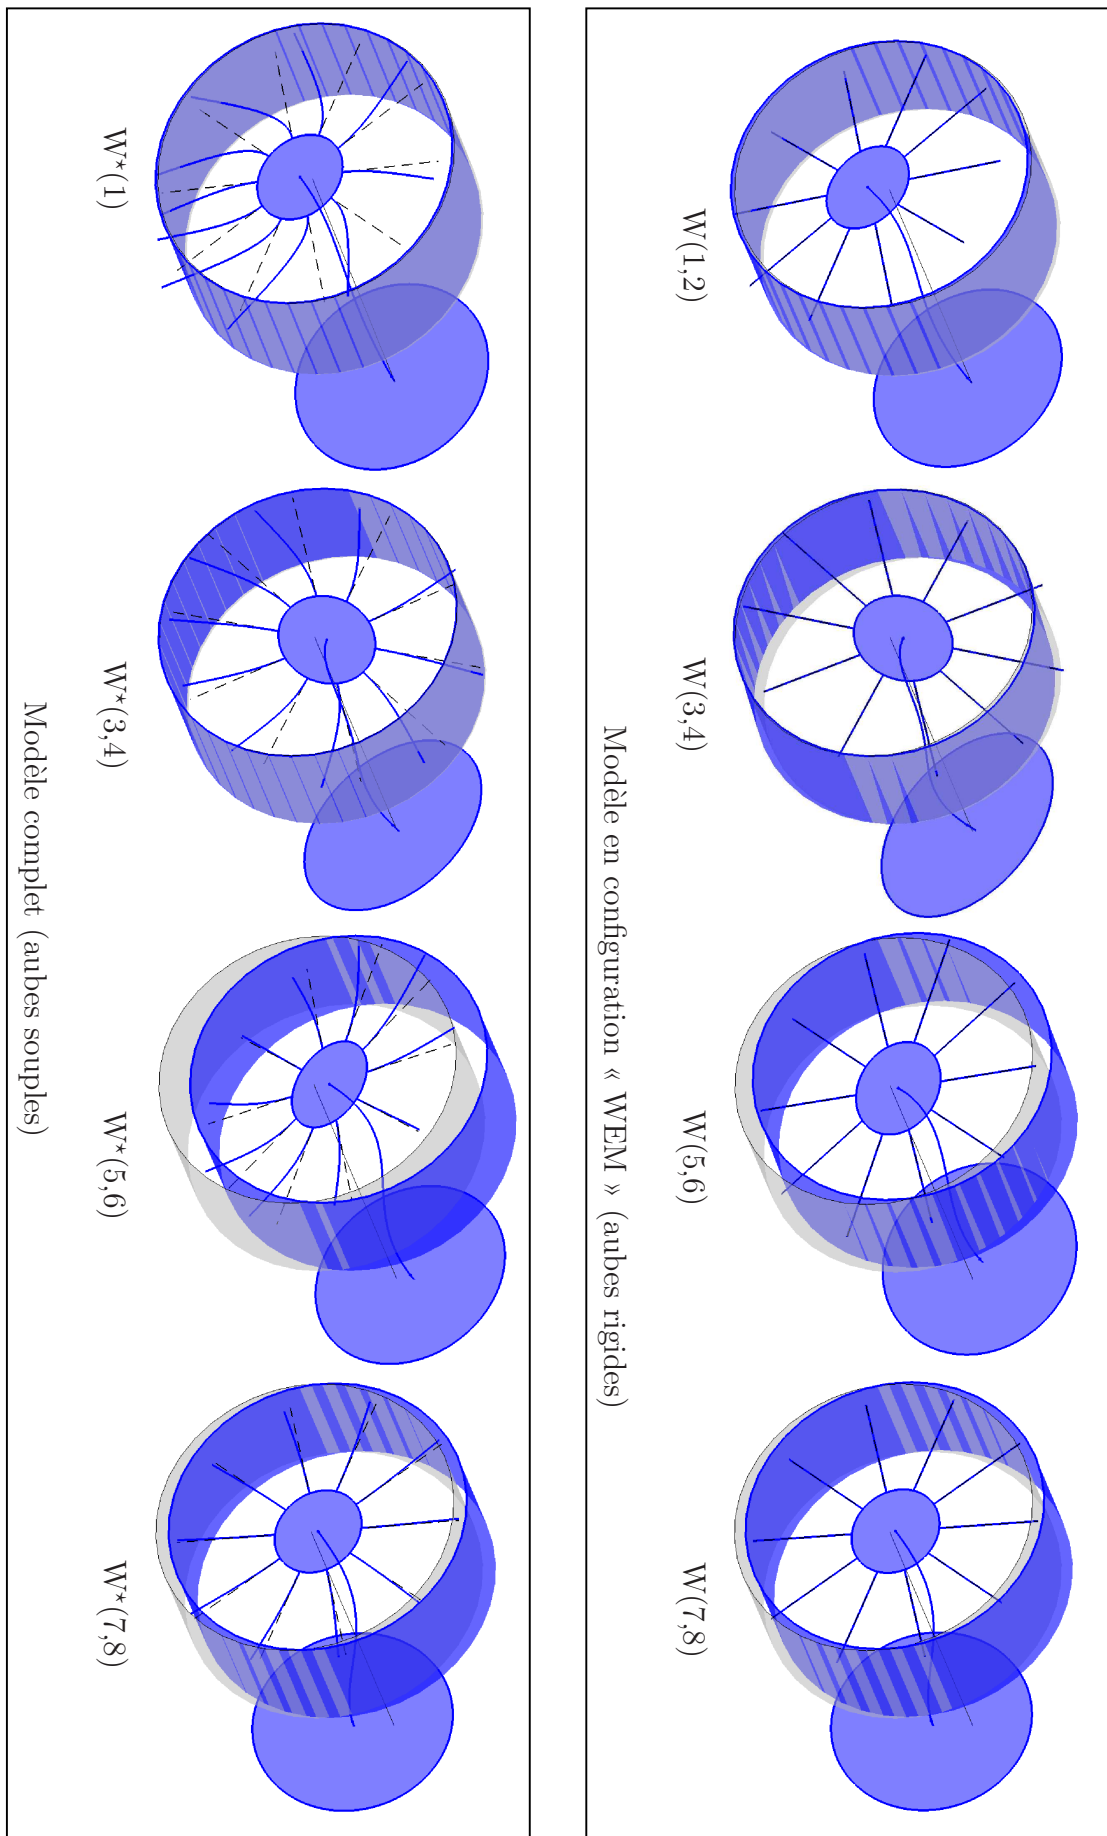 W(1,2)
W(3,4)
W(5,6)
W(7,8)
Modèle en configuration « WEM » (aubes rigides)
W*(1)
W*(3,4)
W*(5,6)
W*(7,8)
Modèle complet (aubes souples)